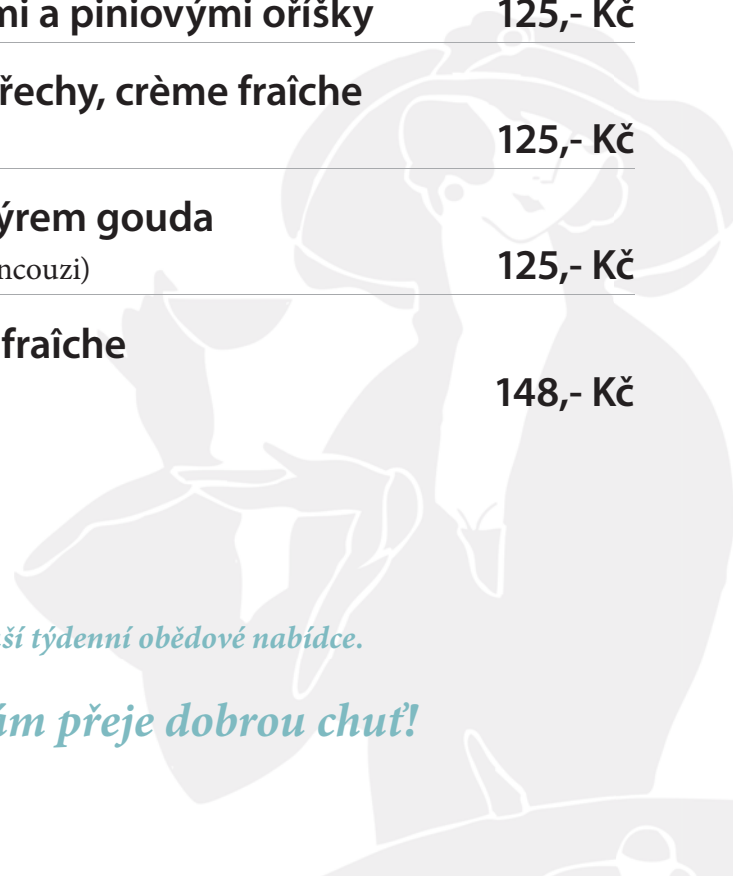 mi a piniovými oříšky 125,- Kč
řechy, crème fraîche
125,- Kč
ýrem gouda
ncouzi) 125,- Kč
fraîche
148,- Kč
ší týdenní obědové nabídce.
ám přeje dobrou chuť!